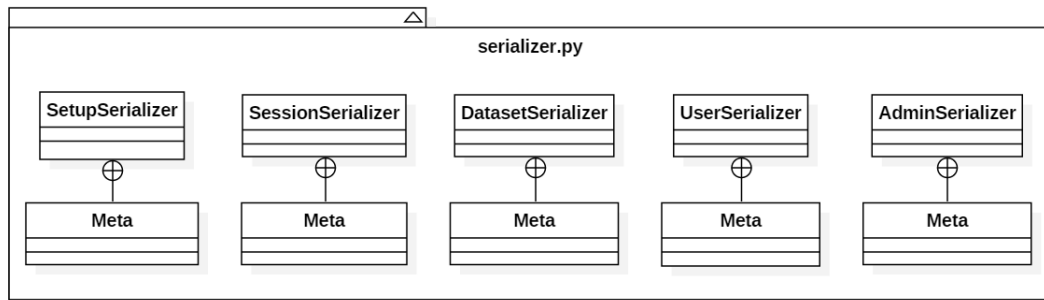 serializer.py
SetupSerializer
SessionSerializer
DatasetSerializer
UserSerializer
AdminSerializer
Meta
Meta
Meta
Meta
Meta